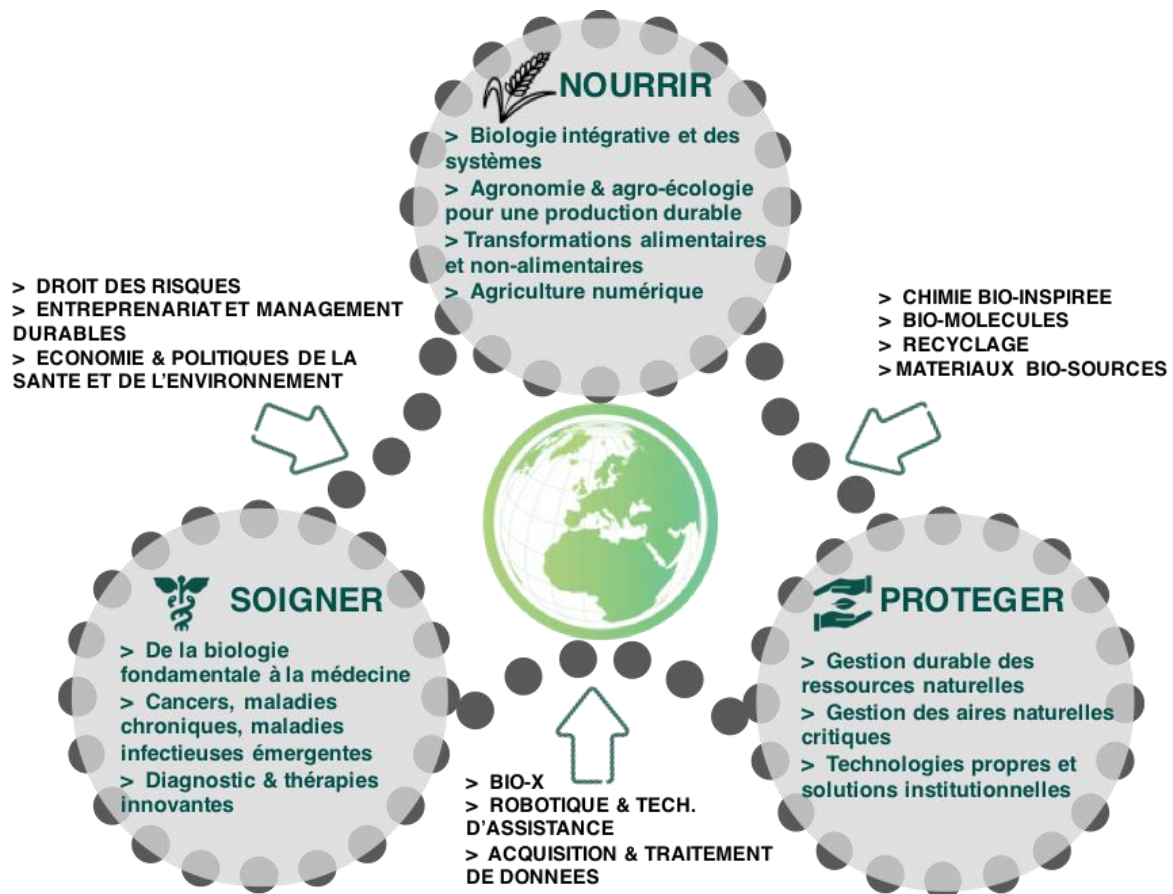 NOURRIR
> Biologie intégrative et des
systèmes
> Agronomie & agro-écologie
pour une production durable
> Transformations alimentaires
et non-alimentaires
> Agriculture numérique
> DROIT DES RISQUES
> ENTREPRENARIAT ET MANAGEMENT
DURABLES
> ECONOMIE & POLITIQUES DE LA
SANTE ET DE L'ENVIRONNEMENT
> CHIMIE BIO-INSPIREE
> BIO-MOLECULES
> RECYCLAGE
> MATERIAUX BIO-SOURCES
SOIGNER
> De la biologie
fondamentale à la médecine
> Cancers, maladies
chroniques, maladies
infectieuses émergentes
> Diagnostic & thérapies
innovantes
PROTEGER
> Gestion durable des
ressources naturelles
> Gestion des aires naturelles
critiques
> Technologies propres et
solutions institutionnelles
> BIO-X
> ROBOTIQUE & TECH.
D'ASSISTANCE
> ACQUISITION & TRAITEMENT
DE DONNEES